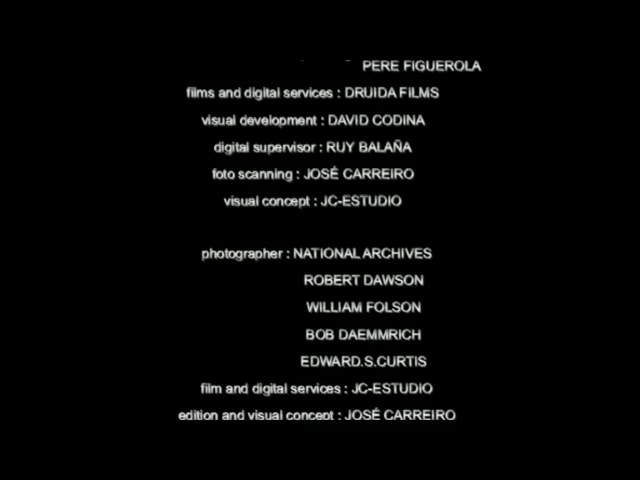 PERE FIGUEROLA
films and digital services : DRUIDA FILMS
visual development : DAVID CODINA
digital supervisor : RUY BALAÑA
foto scanning : JOSÉ CARREIRO
visual concept : JC-ESTUDIO
photographer : NATIONAL ARCHIVES
ROBERT DAWSON
WILLIAM FOLSON
BOB DAEMMRICH
EDWARD.S.CURTIS
film and digital services : JC-ESTUDIO
edition and visual concept : JOSÉ CARREIRO